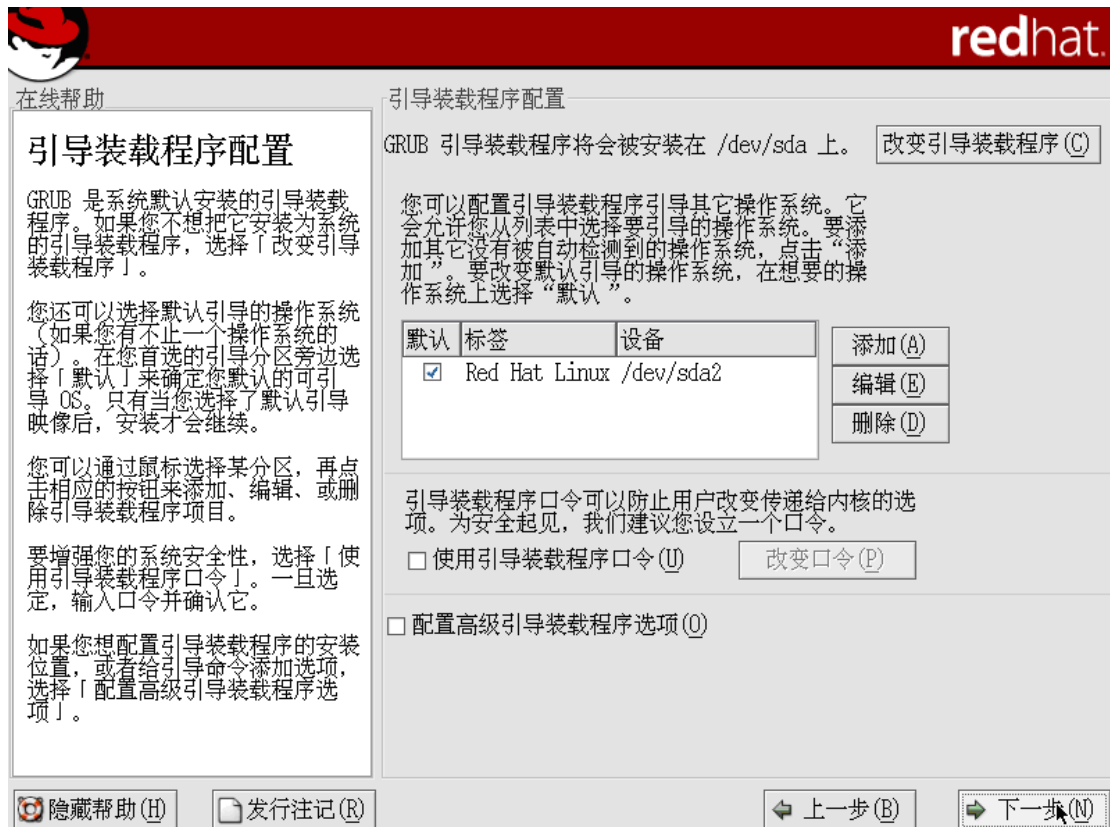 redhat.
在线帮助
引导装载程序配置
GRUB 是系统默认安装的引导装载
程序。如果您不想把它安装为系统
的引导装载程序，选择「改变引导
装载程序」。
您还可以选择默认引导的操作系统
（如果您有不止一个操作系统的
话）。在您首选的引导分区旁边选
择「默认」来确定您默认的可引
导 OS。只有当您选择了默认引导
映像后，安装才会继续。
您可以通过鼠标选择某分区，再点
击相应的按钮来添加、编辑、或删
除引导装载程序项目。
要增强您的系统安全性，选择「使
用引导装载程序口令」。一旦选
定，输入口令并确认它。
如果您想配置引导装载程序的安装
位置，或者给引导命令添加选项，
选择「配置高级引导装载程序选
项」。
引导装载程序配置
GRUB 引导装载程序将会被安装在 /dev/sda 上。 改变引导装载程序(C)
您可以配置引导装载程序引导其它操作系统。它
会允许您从列表中选择要引导的操作系统。要添
加其它没有被自动检测到的操作系统，点击“添
加”。要改变默认引导的操作系统，在想要的操
作系统上选择“默认”。
默认 标签 设备
Red Hat Linux /dev/sda2
添加(A)
编辑(E)
删除(D)
引导装载程序口令可以防止用户改变传递给内核的选
项。为安全起见，我们建议您设立一个口令。
使用引导装载程序口令(U) 改变口令(P)
配置高级引导装载程序选项(O)
隐藏帮助(H) 发行注记(R) 上一步(B) 下一步(N)